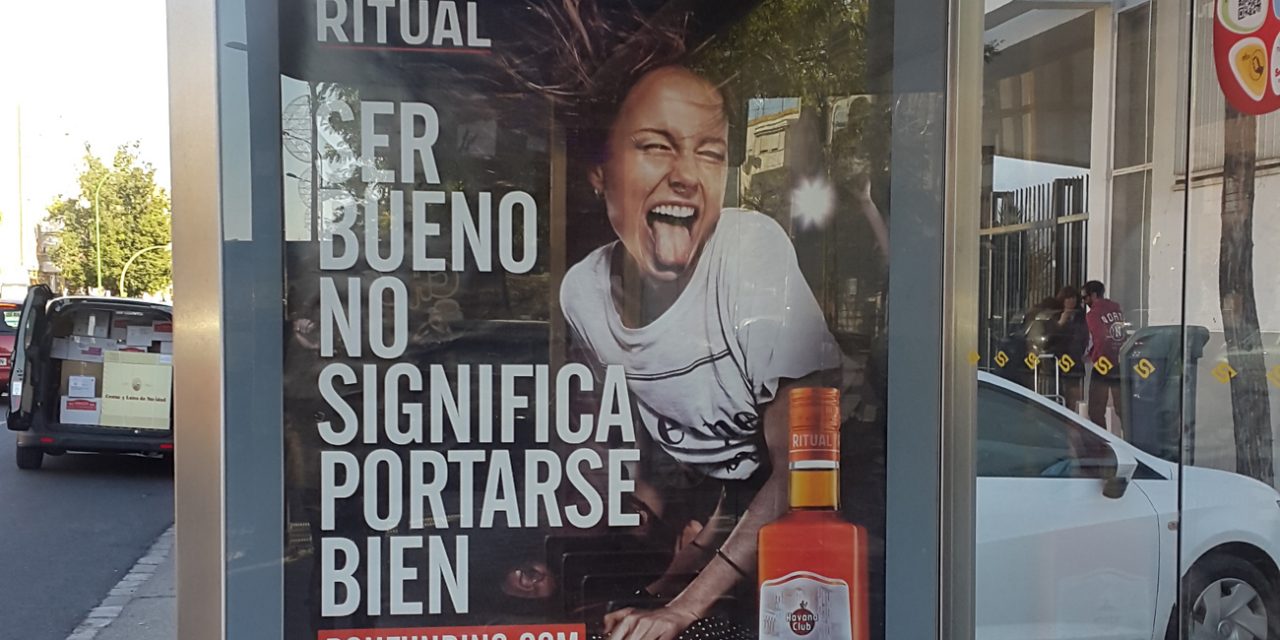 RITUAL
SER
BUENO
NO
SIGNIFICA
PORTARSE
BIEN
RITUAL
Havana
Club